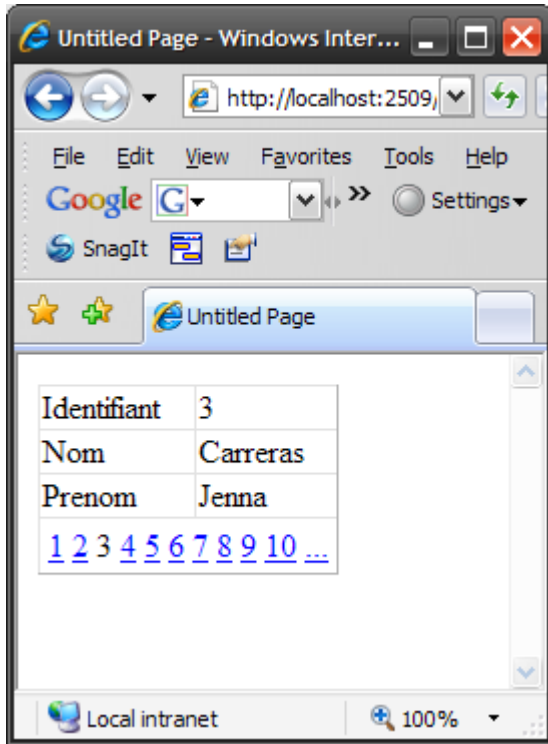 Untitled Page - Windows Inter...
http://localhost:2509/
File Edit View Favorites Tools Help
Google G Settings
SnagIt
Untitled Page
Identifiant 3
Nom Carreras
Prenom Jenna
1 2 3 4 5 6 7 8 9 10 ...
Local intranet 100%